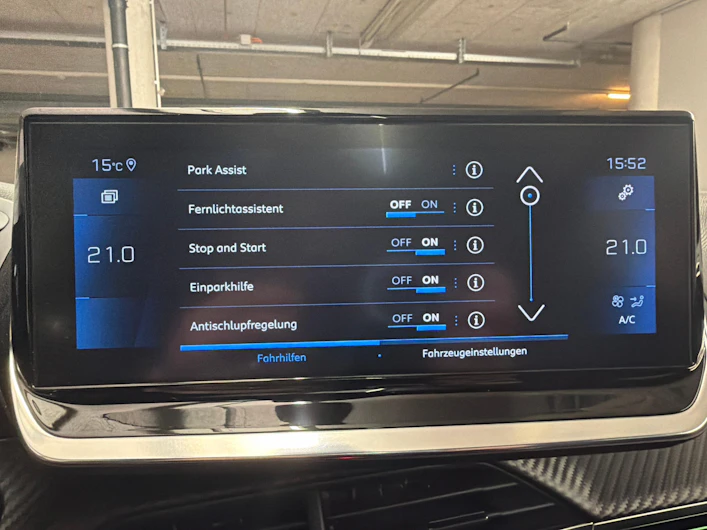 15°C
15:52
Park Assist
Fernlichtassistent OFF ON
Stop and Start OFF ON
21.0
21.0
Einparkhilfe OFF ON
Antischlupfregelung OFF ON
A/C
Fahrhilfen
Fahrzeugeinstellungen